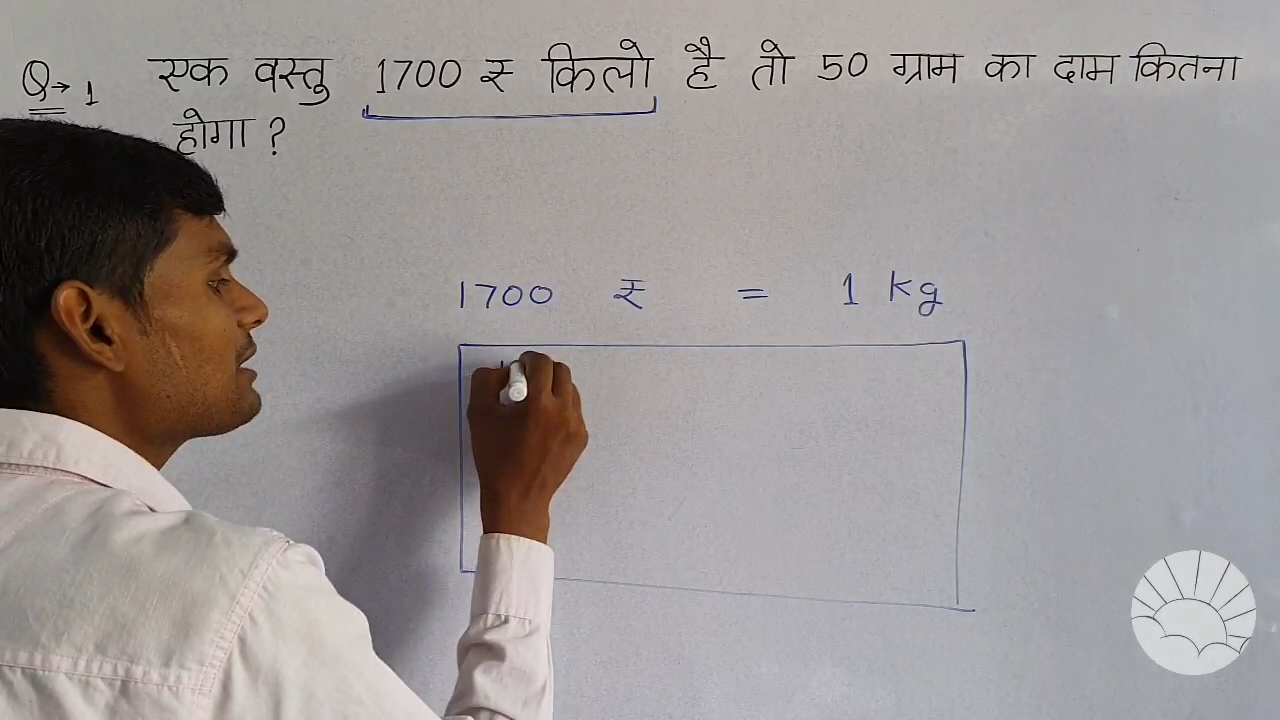 Q→1 एक वस्तु 1700 ₹ किलो है तो 50 ग्राम का दाम कितना
होगा ?
1700 ₹ = 1 kg